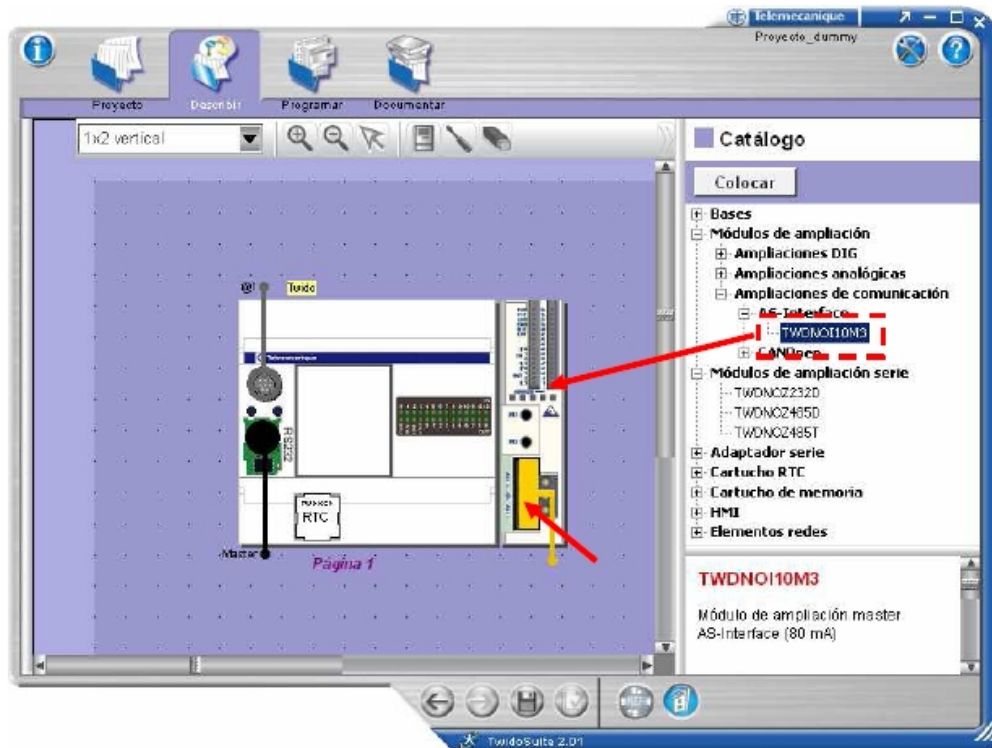 Telemecanique
Proyecto_dummy
Proyecto
Describir
Programar
Documentar
1x2 vertical
Catálogo
Colocar
Bases
Módulos de ampliación
Ampliaciones DIG
Ampliaciones analógicas
Ampliaciones de comunicación
AS-Interface
TWDNOI10M3
CANOpen
Módulos de ampliación serie
TWDNOZ232D
TWDNOZ485D
TWDNOZ485T
Adaptador serie
Cartucho RTC
Cartucho de memoria
HMI
Elementos redes
@1
Twido
Telemecanique
RS232
RTC
Master
Página 1
TWDNOI10M3
Módulo de ampliación master
AS-Interface (80 mA)
TwidoSuite 2.01